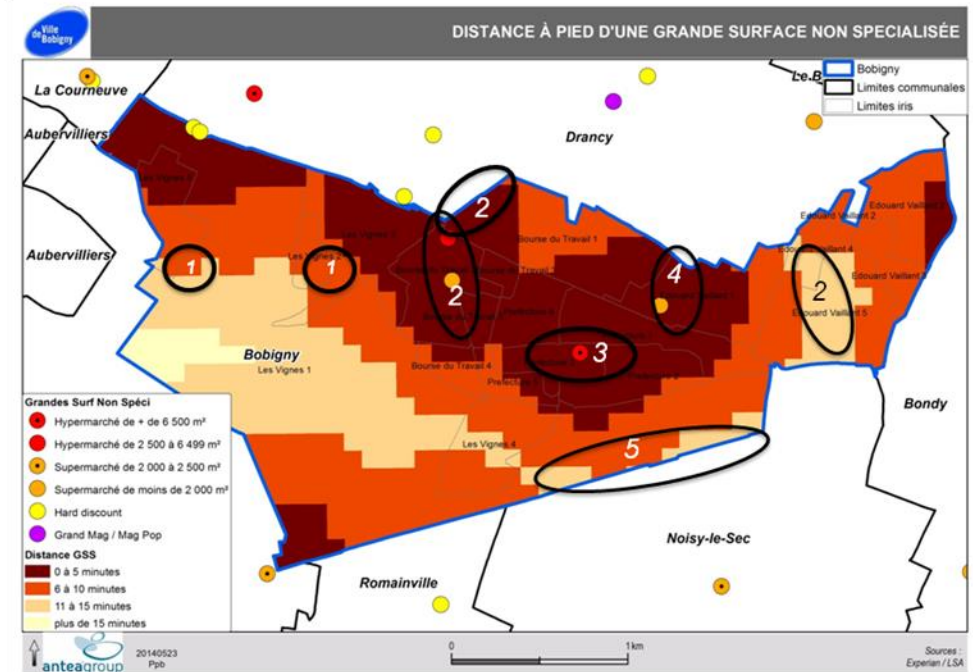 de Ville
Bobigny
DISTANCE À PIED D'UNE GRANDE SURFACE NON SPECIALISÉE
Bobigny
Limites communales
Limites iris
La Courneuve
Le B
Aubervilliers
Drancy
Les Vignes
Edouard Vaillant
Edouard Vaillant 2
2
Les Vignes
Bourse du Travail 1
Edouard Vaillant 4
Aubervilliers
1
Les Vignes 2
1
4
Edouard Vaillant 3
2
2
Edouard Vaillant 5
Bobigny
3
Les Vignes 1
Bourse du Travail 4
Bondy
Les Vignes 4
5
Noisy-le-Sec
Romainville
Grandes Surf Non Spéci
Hypermarché de + de 6 500 m²
Hypermarché de 2 500 à 6 499 m²
Supermarché de 2 000 à 2 500 m²
Supermarché de moins de 2 000 m²
Hard discount
Grand Mag / Mag Pop
Distance GSS
0 à 5 minutes
6 à 10 minutes
11 à 15 minutes
plus de 15 minutes
anteagroup
20140523
Ppb
0 1km
Sources :
Experian / LSA